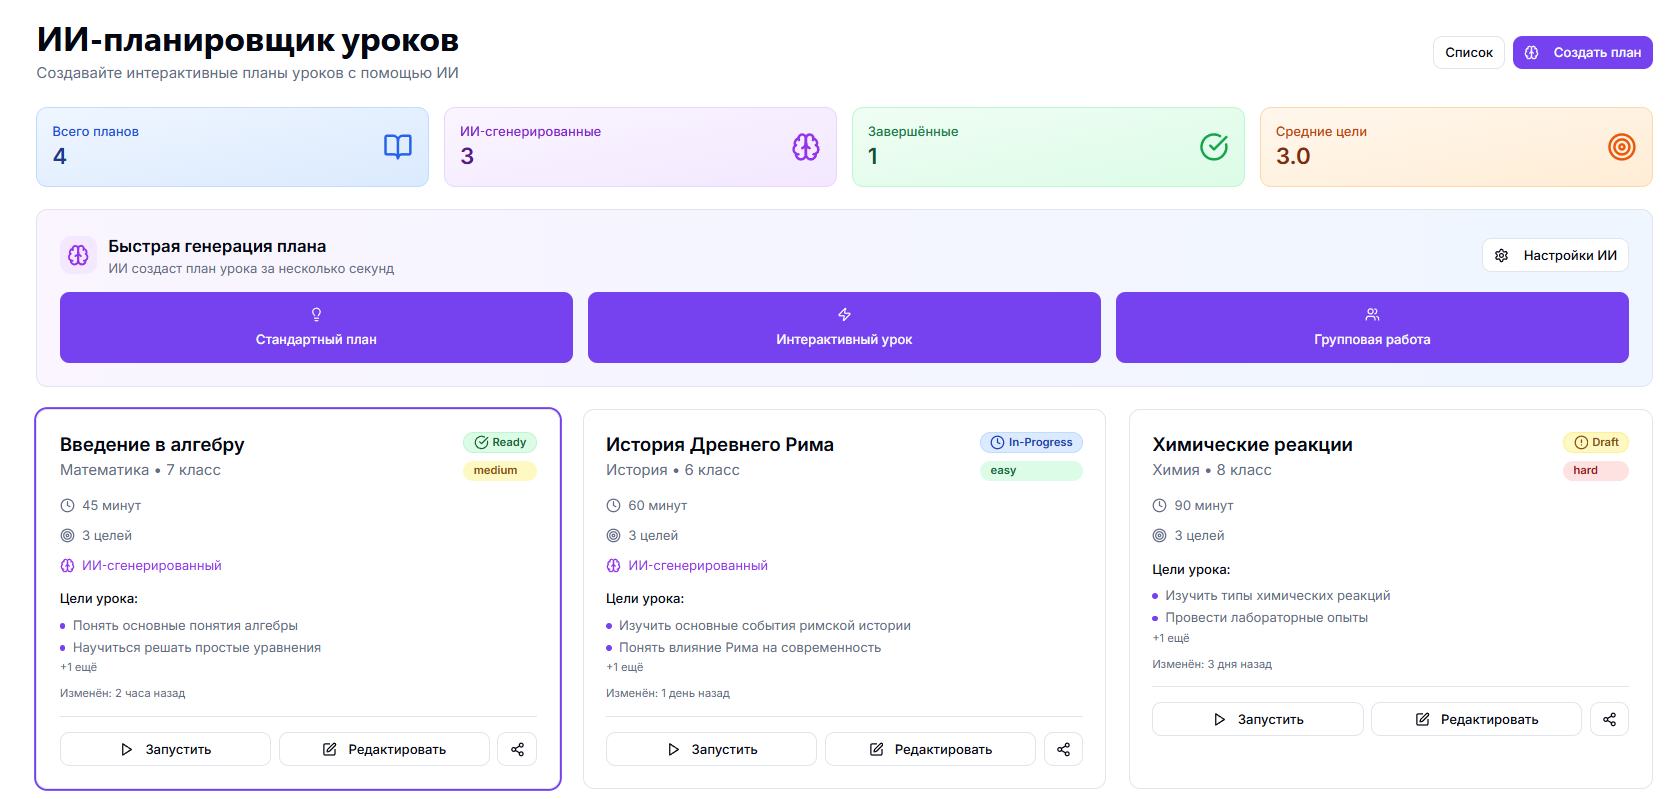 ИИ-планировщик уроков
Создавайте интерактивные планы уроков с помощью ИИ
Список
Создать план
Всего планов
4
ИИ-сгенерированные
3
Завершённые
1
Средние цели
3.0
Быстрая генерация плана
ИИ создаст план урока за несколько секунд
Настройки ИИ
Стандартный план
Интерактивный урок
Групповая работа
Введение в алгебру
Ready
Математика • 7 класс
medium
45 минут
3 целей
ИИ-сгенерированный
Цели урока:
• Понять основные понятия алгебры
• Научиться решать простые уравнения
+1 ещё
Изменён: 2 часа назад
Запустить
Редактировать
История Древнего Рима
In-Progress
История • 6 класс
easy
60 минут
3 целей
ИИ-сгенерированный
Цели урока:
• Изучить основные события римской истории
• Понять влияние Рима на современность
+1 ещё
Изменён: 1 день назад
Запустить
Редактировать
Химические реакции
Draft
Химия • 8 класс
hard
90 минут
3 целей
Цели урока:
• Изучить типы химических реакций
• Провести лабораторные опыты
+1 ещё
Изменён: 3 дня назад
Запустить
Редактировать